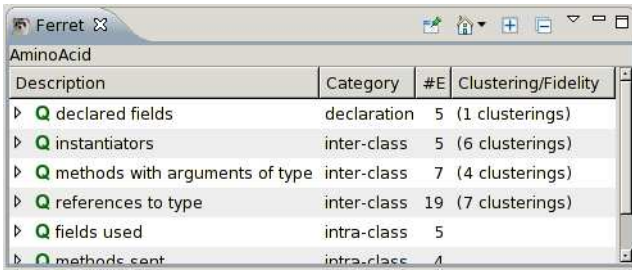 Ferret
AminoAcid
Description Category #E Clustering/Fidelity
Q declared fields declaration 5 (1 clusterings)
Q instantiators inter-class 5 (6 clusterings)
Q methods with arguments of type inter-class 7 (4 clusterings)
Q references to type inter-class 19 (7 clusterings)
Q fields used intra-class 5
Q methods sent intra-class 4